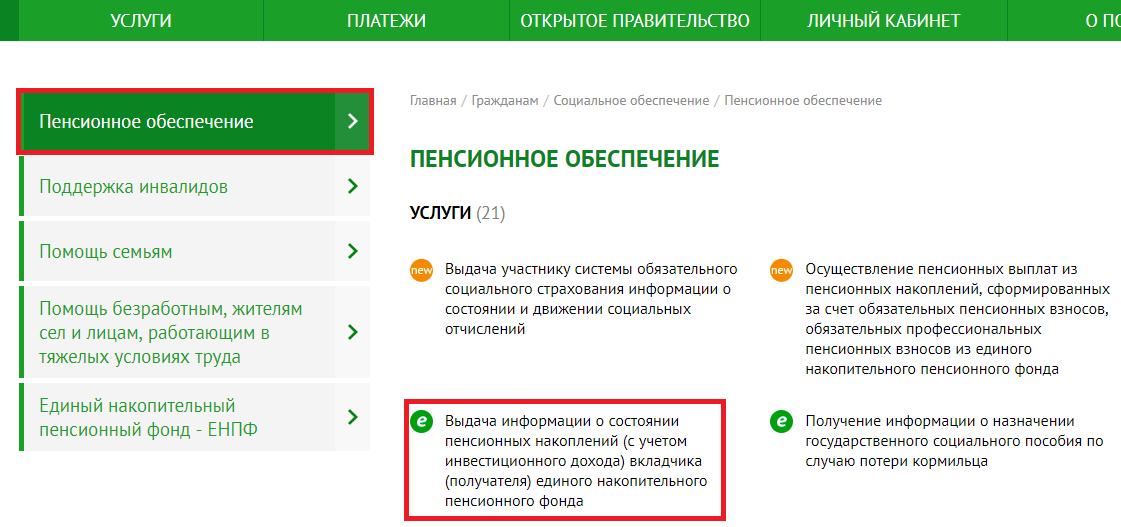 УСЛУГИ
ПЛАТЕЖИ
ОТКРЫТОЕ ПРАВИТЕЛЬСТВО
ЛИЧНЫЙ КАБИНЕТ
О
Пенсионное обеспечение
Поддержка инвалидов
Помощь семьям
Помощь безработным, жителям
сел и лицам, работающим в
тяжелых условиях труда
Единый накопительный
пенсионный фонд - ЕНПФ
Главная / Гражданам / Социальное обеспечение / Пенсионное обеспечение
ПЕНСИОННОЕ ОБЕСПЕЧЕНИЕ
УСЛУГИ (21)
new
Выдача участнику системы обязательного
социального страхования информации о
состоянии и движении социальных
отчислений
new
Осуществление пенсионных выплат из
пенсионных накоплений, сформированных
за счет обязательных пенсионных взносов,
обязательных профессиональных
пенсионных взносов из единого
накопительного пенсионного фонда
e
Выдача информации о состоянии
пенсионных накоплений (с учетом
инвестиционного дохода) вкладчика
(получателя) единого накопительного
пенсионного фонда
e
Получение информации о назначении
государственного социального пособия по
случаю потери кормильца